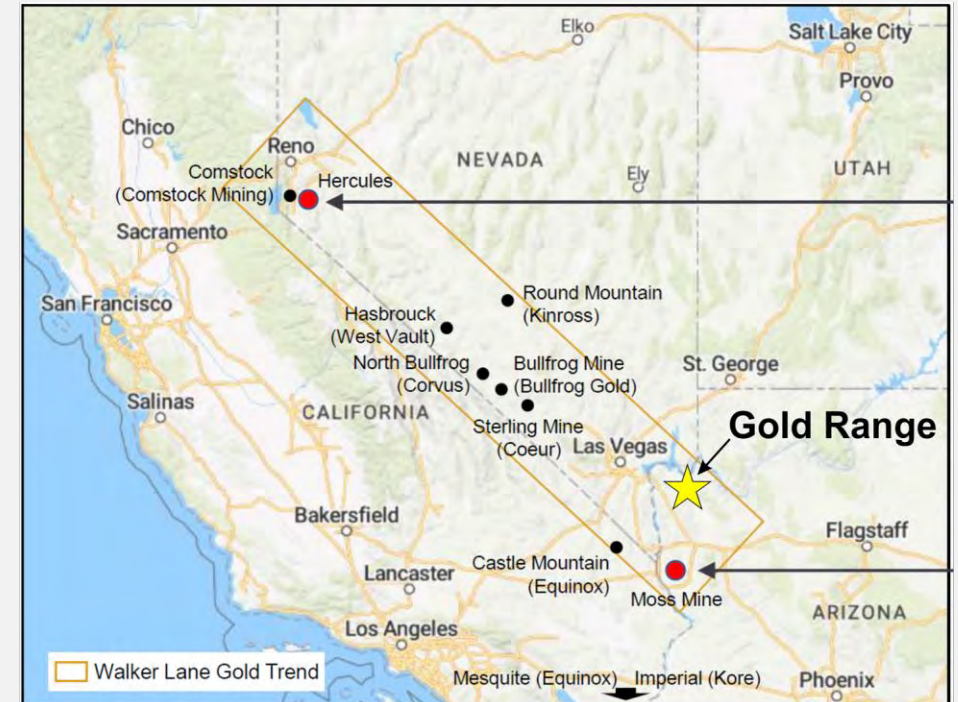 Elko
Salt Lake City
Provo
Chico
Reno
NEVADA
Ely
UTAH
Comstock
(Comstock Mining)
Hercules
Sacramento
San Francisco
Round Mountain
(Kinross)
Hasbrouck
(West Vault)
North Bullfrog
(Corvus)
Bullfrog Mine
(Bullfrog Gold)
St. George
Salinas
CALIFORNIA
Sterling Mine
(Coeur)
Las Vegas
Gold Range
Bakersfield
Flagstaff
Castle Mountain
(Equinox)
Lancaster
Moss Mine
ARIZONA
Los Angeles
Walker Lane Gold Trend
Mesquite (Equinox)
Imperial (Kore)
Phoenix